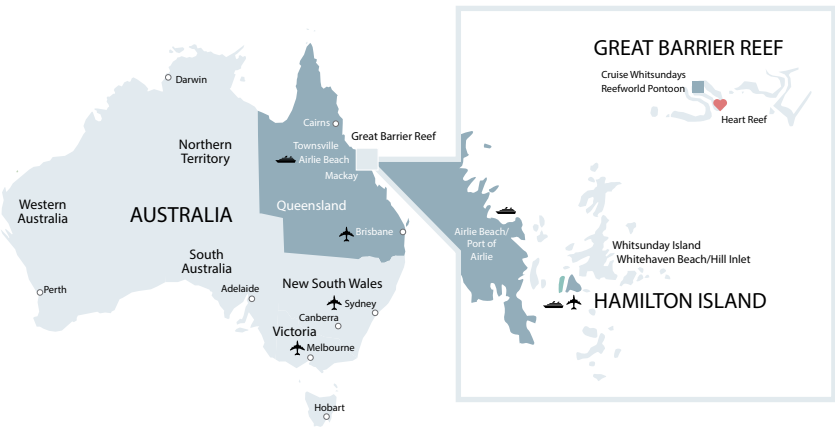 GREAT BARRIER REEF
Cruise Whitsundays
Reefworld Pontoon
Heart Reef
Darwin
Cairns
Great Barrier Reef
Northern
Territory
Townsville
Airlie Beach
Mackay
Western
Australia
AUSTRALIA
Queensland
Brisbane
Airlie Beach/
Port of
Airlie
Whitsunday Island
Whitehaven Beach/Hill Inlet
South
Australia
HAMILTON ISLAND
Perth
Adelaide
New South Wales
Sydney
Canberra
Victoria
Melbourne
Hobart